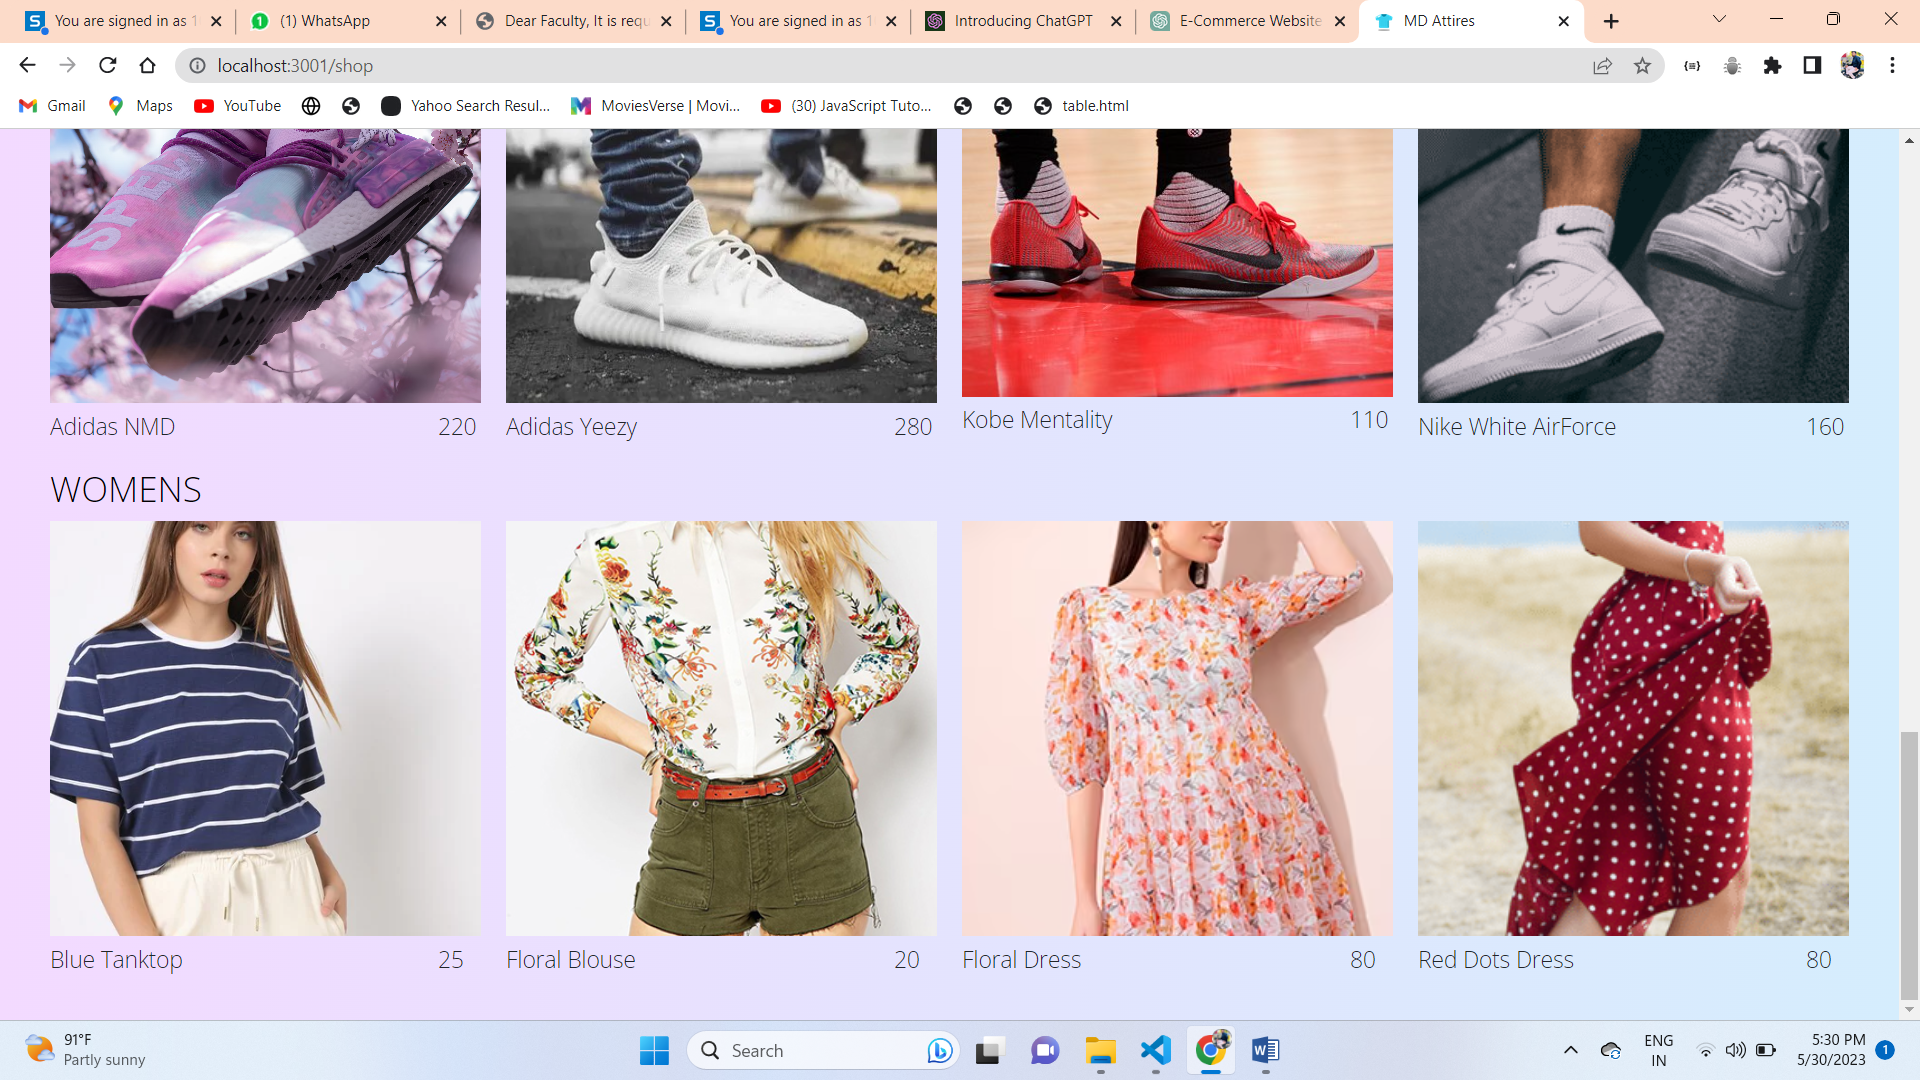 You are signed in as 1
(1) WhatsApp
Dear Faculty, It is requ
You are signed in as 1
Introducing ChatGPT
E-Commerce Website
MD Attires
localhost:3001/shop
Gmail
Maps
YouTube
Yahoo Search Resul...
MoviesVerse | Movi...
(30) JavaScript Tuto...
table.html
SPEE
Adidas NMD 220
Adidas Yeezy 280
Kobe Mentality 110
Nike White AirForce 160
WOMENS
Blue Tanktop 25
Floral Blouse 20
Floral Dress 80
Red Dots Dress 80
91°F
Partly sunny
Search
ENG
IN
5:30 PM
5/30/2023
1